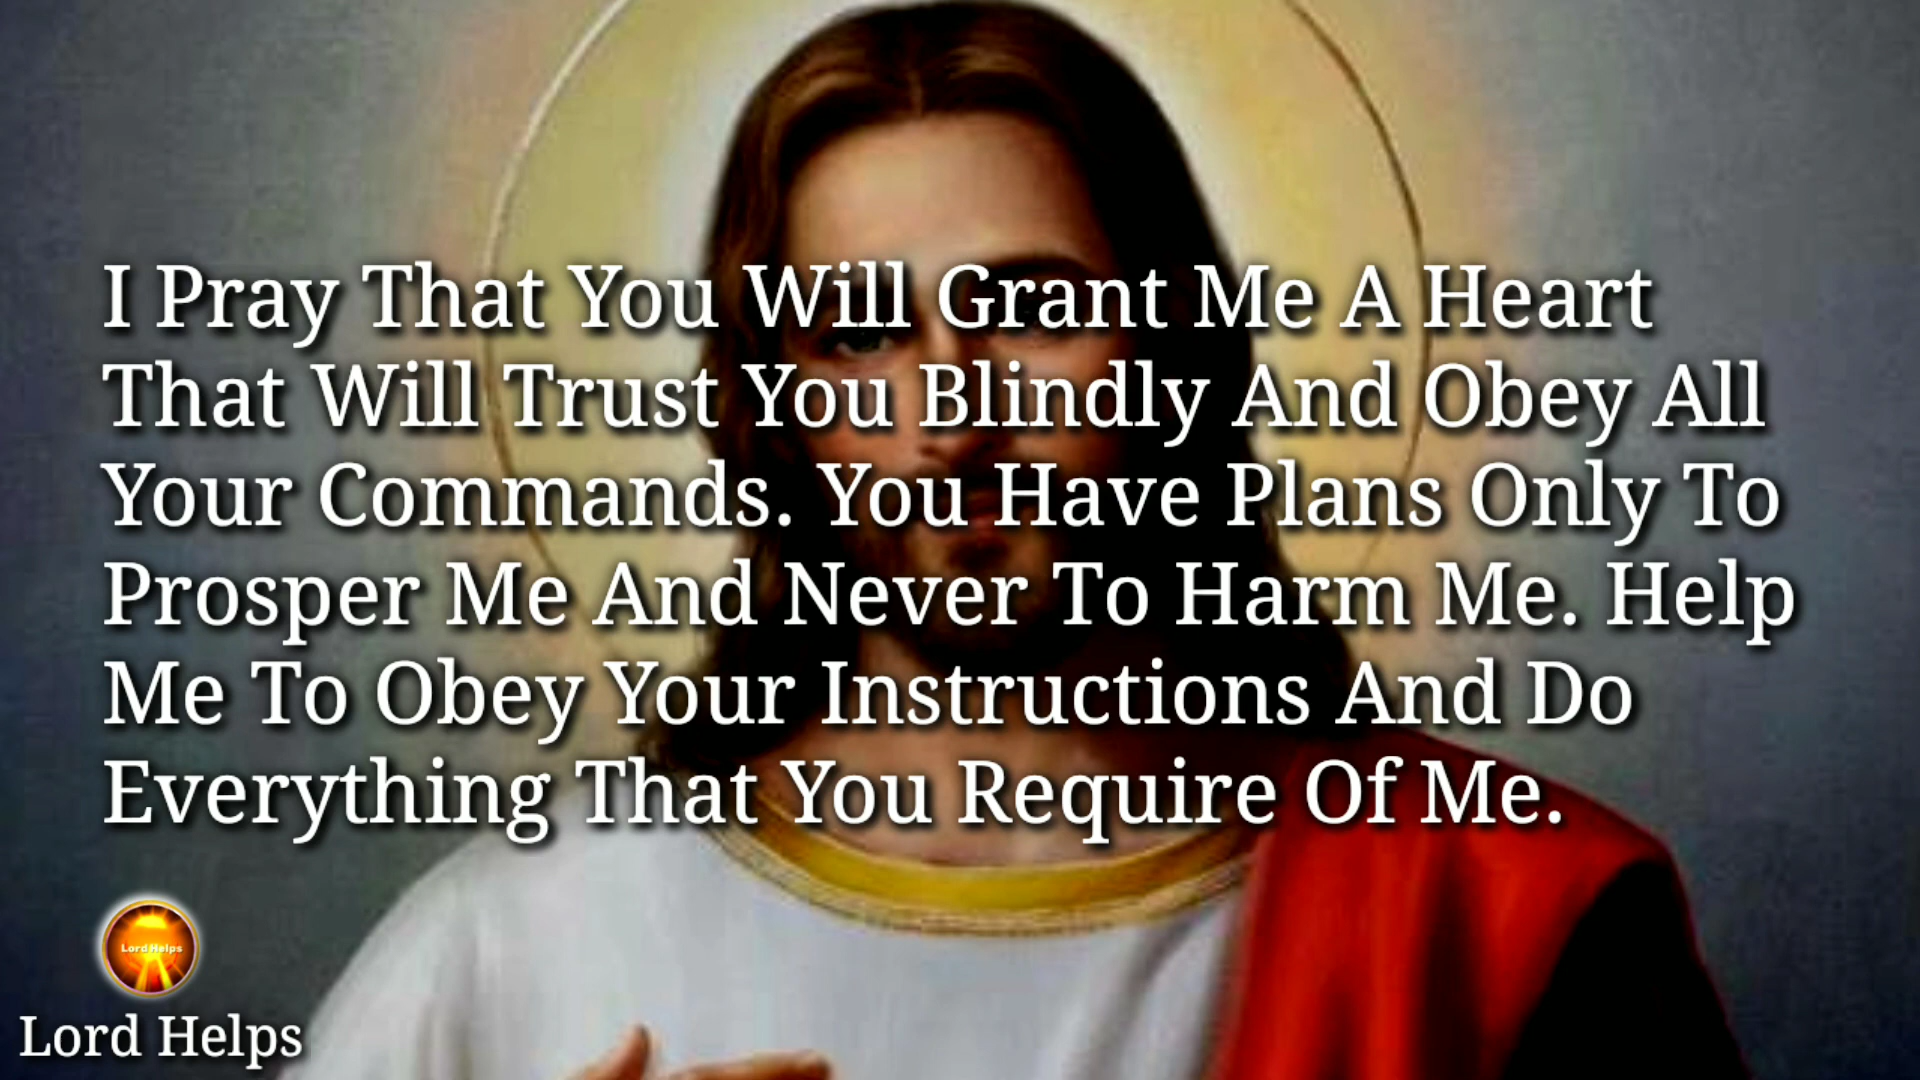 I Pray That You Will Grant Me A Heart
That Will Trust You Blindly And Obey All
Your Commands. You Have Plans Only To
Prosper Me And Never To Harm Me. Help
Me To Obey Your Instructions And Do
Everything That You Require Of Me.
Lord Helps
Lord Helps